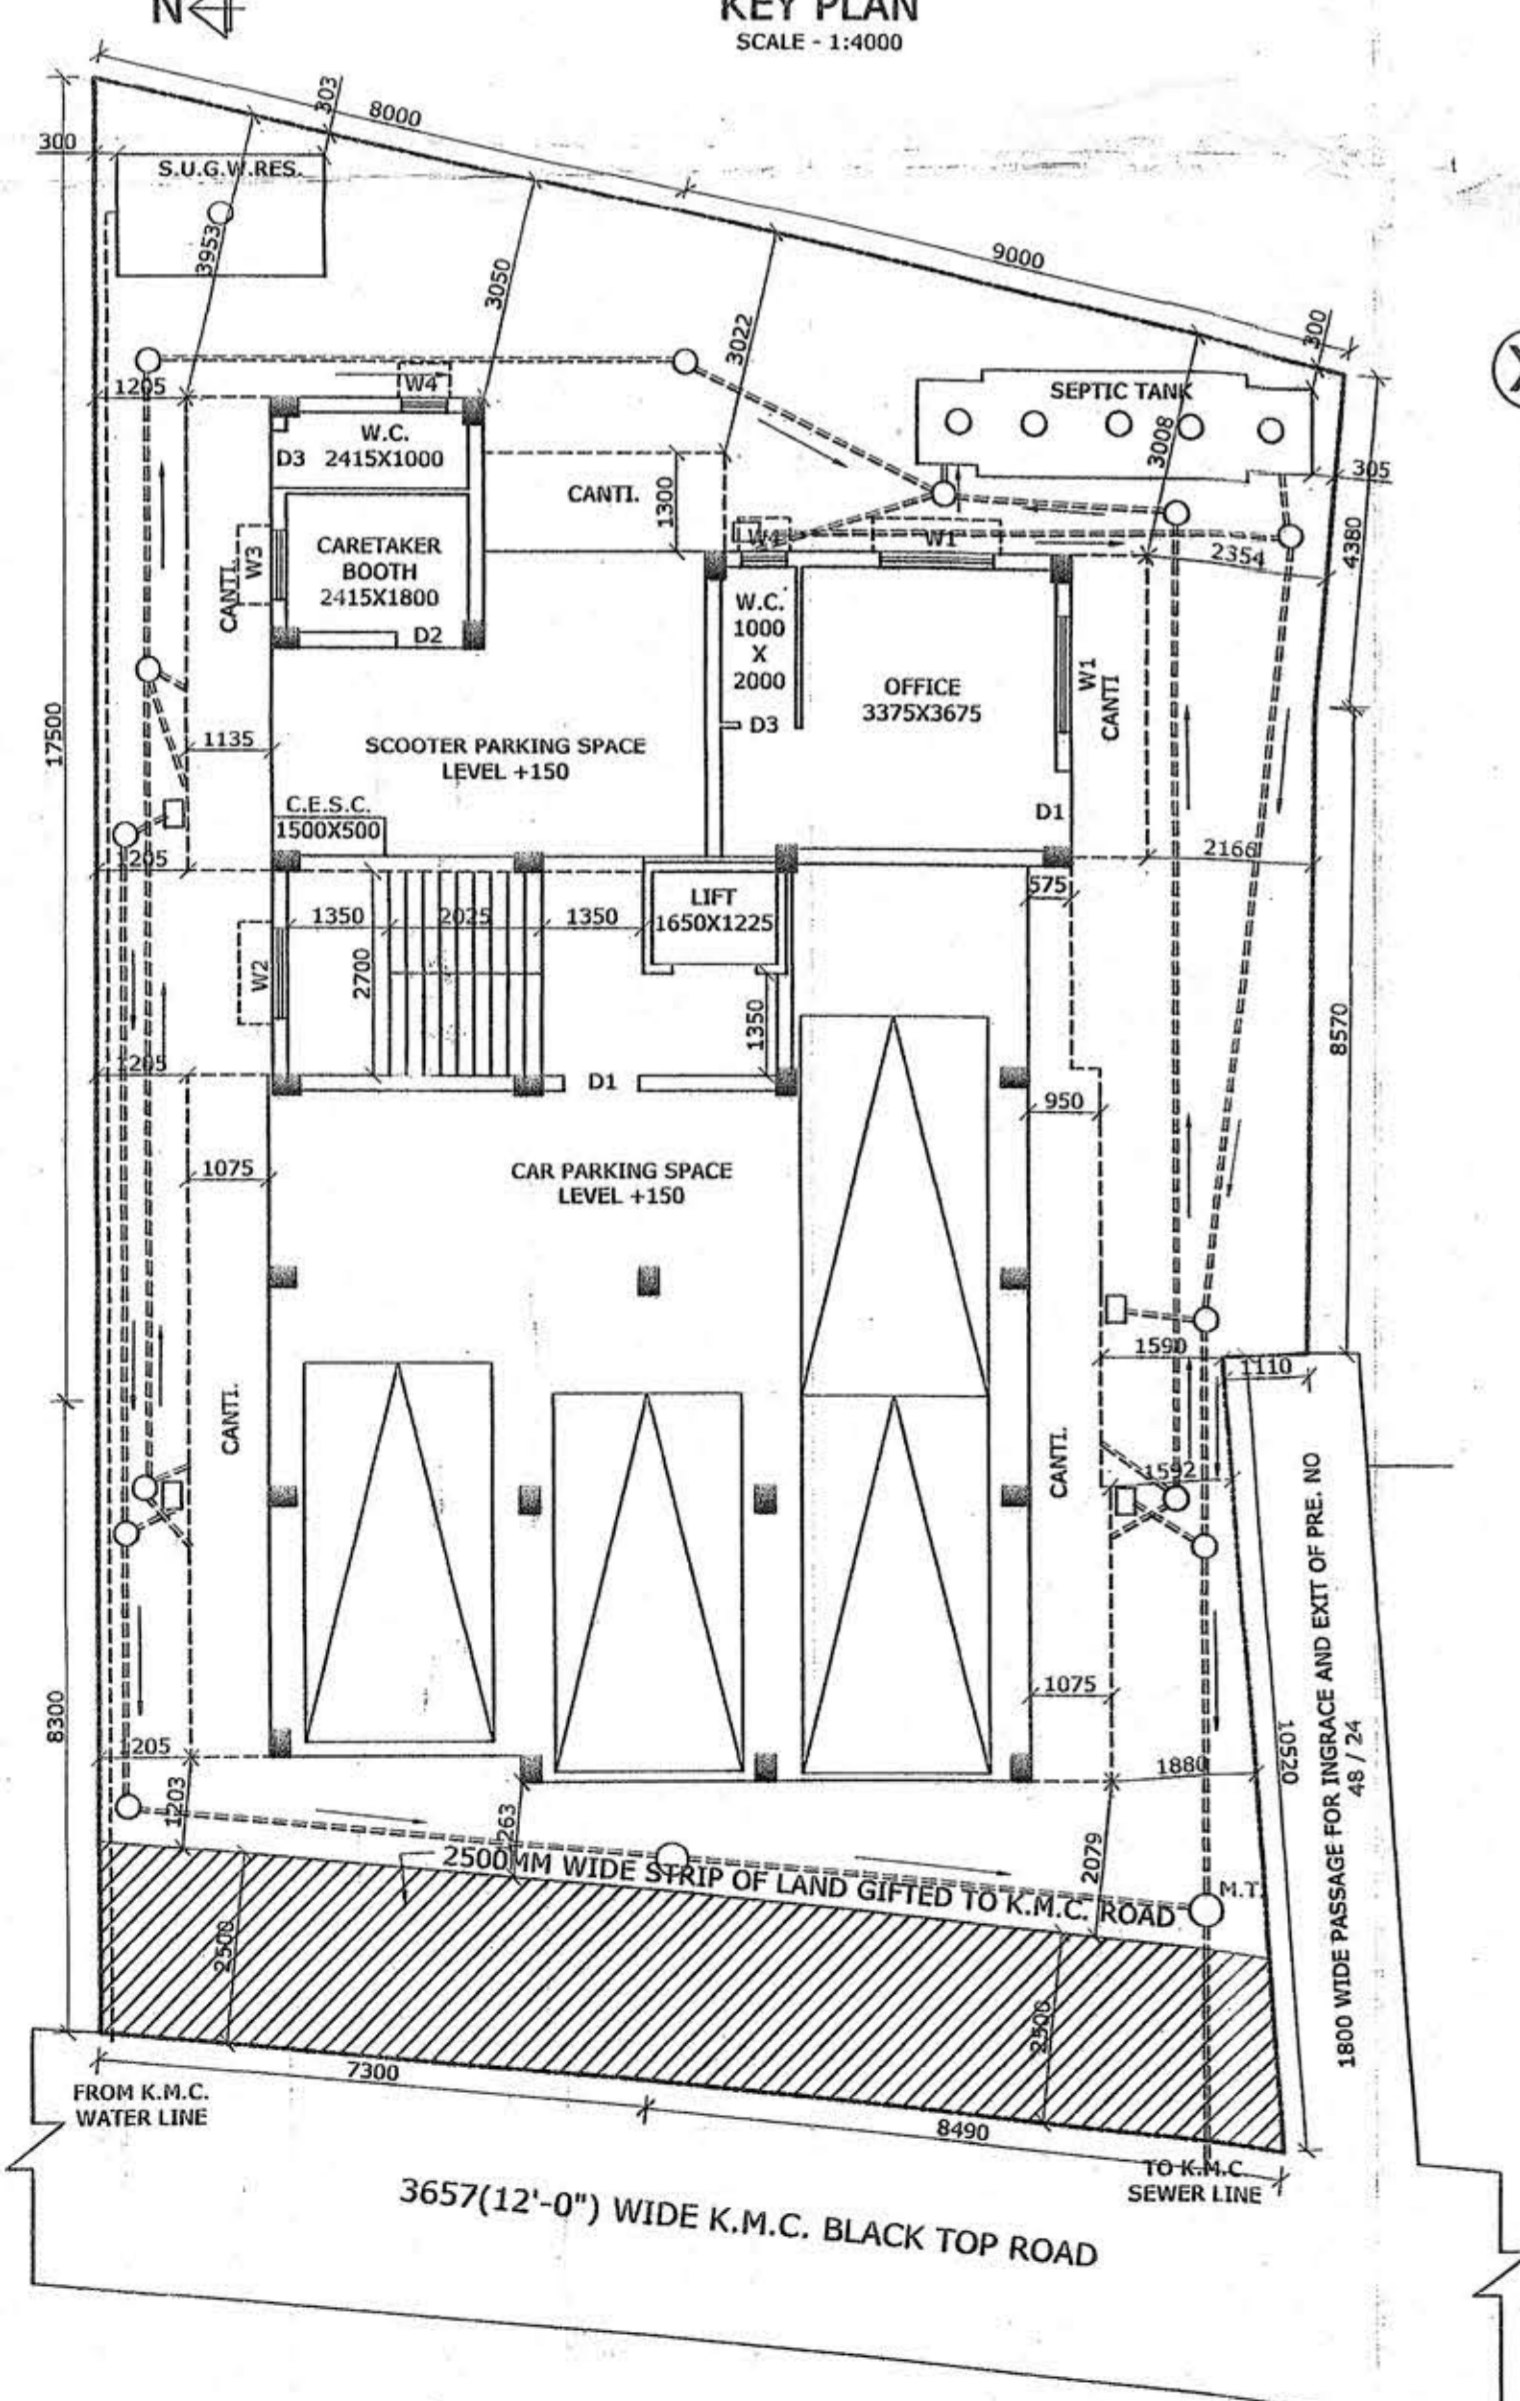 N
KEY PLAN
SCALE - 1:4000
303
8000
300
S.U.G.W.RES.
3953
3050
9000
3022
300
SEPTIC TANK
3008
305
1205
W4
W.C.
D3 2415X1000
CANTI.
1300
W4
W1
2354
4380
W3
CANTI.
CARETAKER
BOOTH
2415X1800
D2
W.C.
1000
X
2000
D3
OFFICE
3375X3675
W1
CANTI
17500
1135
SCOOTER PARKING SPACE
LEVEL +150
C.E.S.C.
1500X500
D1
1205
2166
575
LIFT
1650X1225
1350
2025
1350
W2
2700
1350
8570
1205
D1
950
1075
CAR PARKING SPACE
LEVEL +150
1590
1110
CANTI.
CANTI.
1592
1800 WIDE PASSAGE FOR INGRACE AND EXIT OF PRE. NO
48 / 24
8300
1075
10520
205
1880
1203
263
2079
2500MM WIDE STRIP OF LAND GIFTED TO K.M.C. ROAD
M.T.
2500
2500
7300
8490
FROM K.M.C.
WATER LINE
TO K.M.C.
SEWER LINE
3657(12'-0") WIDE K.M.C. BLACK TOP ROAD